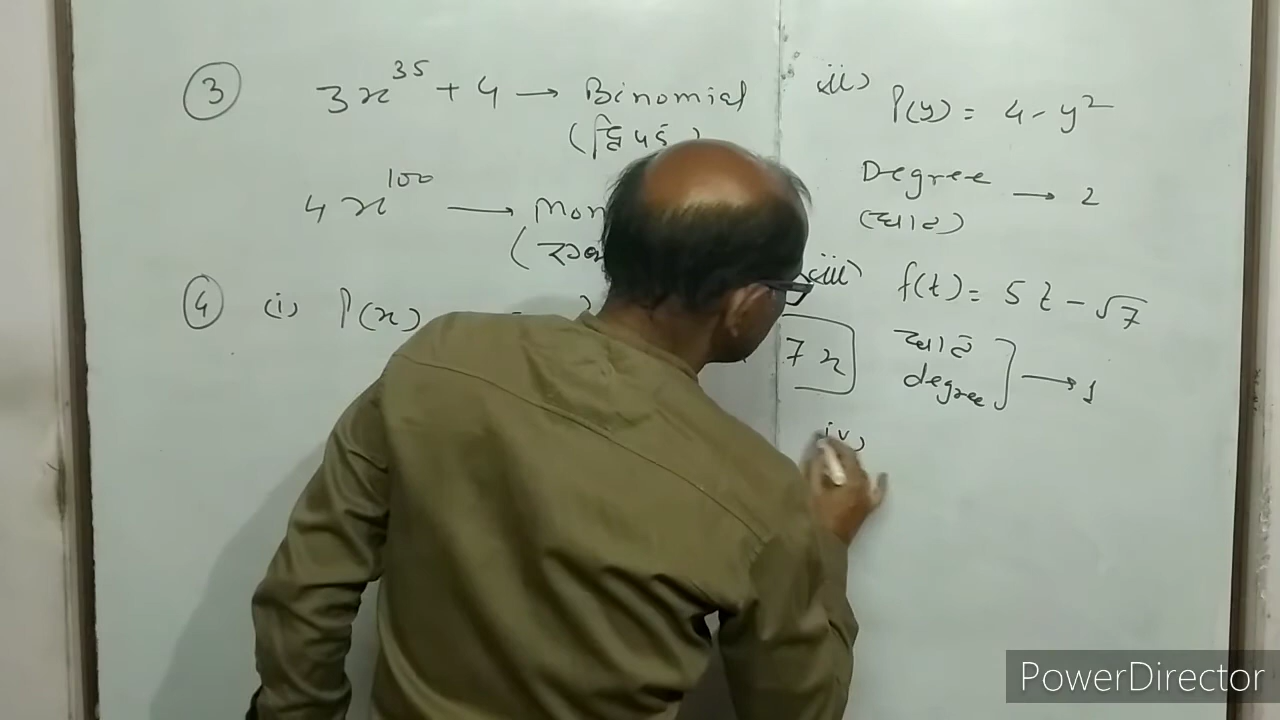 ③ 3x³⁵ + 4 → Binomial
(द्विपद)
4x¹⁰⁰ → Mon
④ (i) P(x)
7x
ii) P(y) = 4 - y²
Degree → 2
(घात)
iii) f(t) = 5t - √7
घात
degree → 1
iv)
PowerDirector